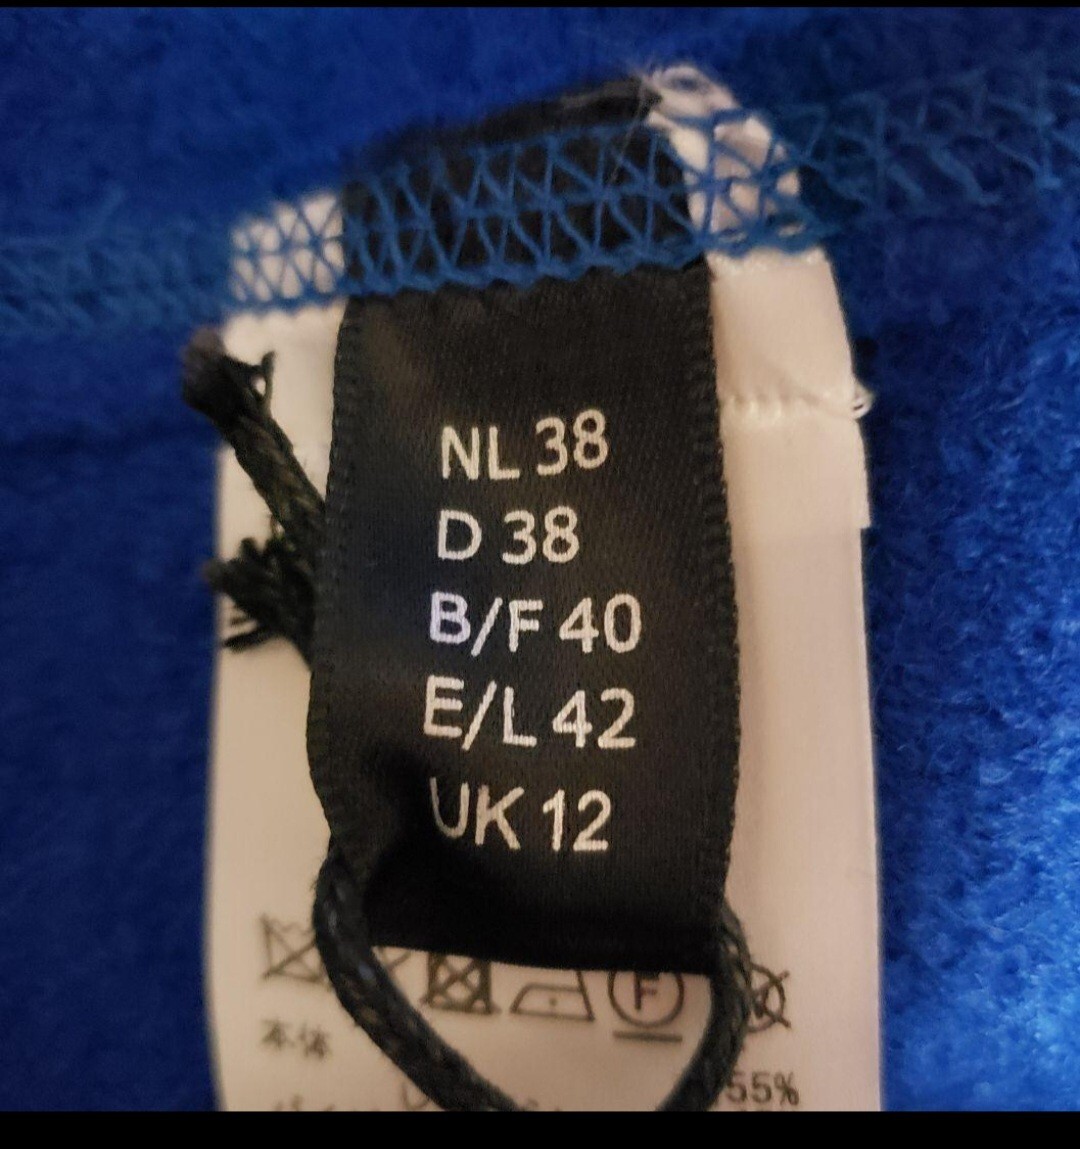 NL 38
D 38
B/F 40
E/L 42
UK 12
F
本体
55%